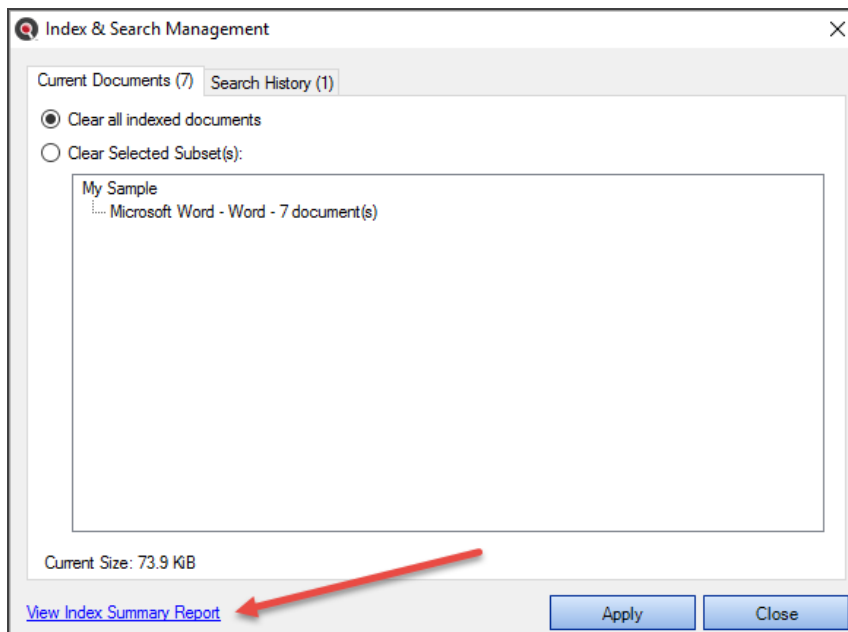 Index & Search Management
Current Documents (7) Search History (1)
Clear all indexed documents
Clear Selected Subset(s):
My Sample
Microsoft Word - Word - 7 document(s)
Current Size: 73.9 KiB
View Index Summary Report Apply Close